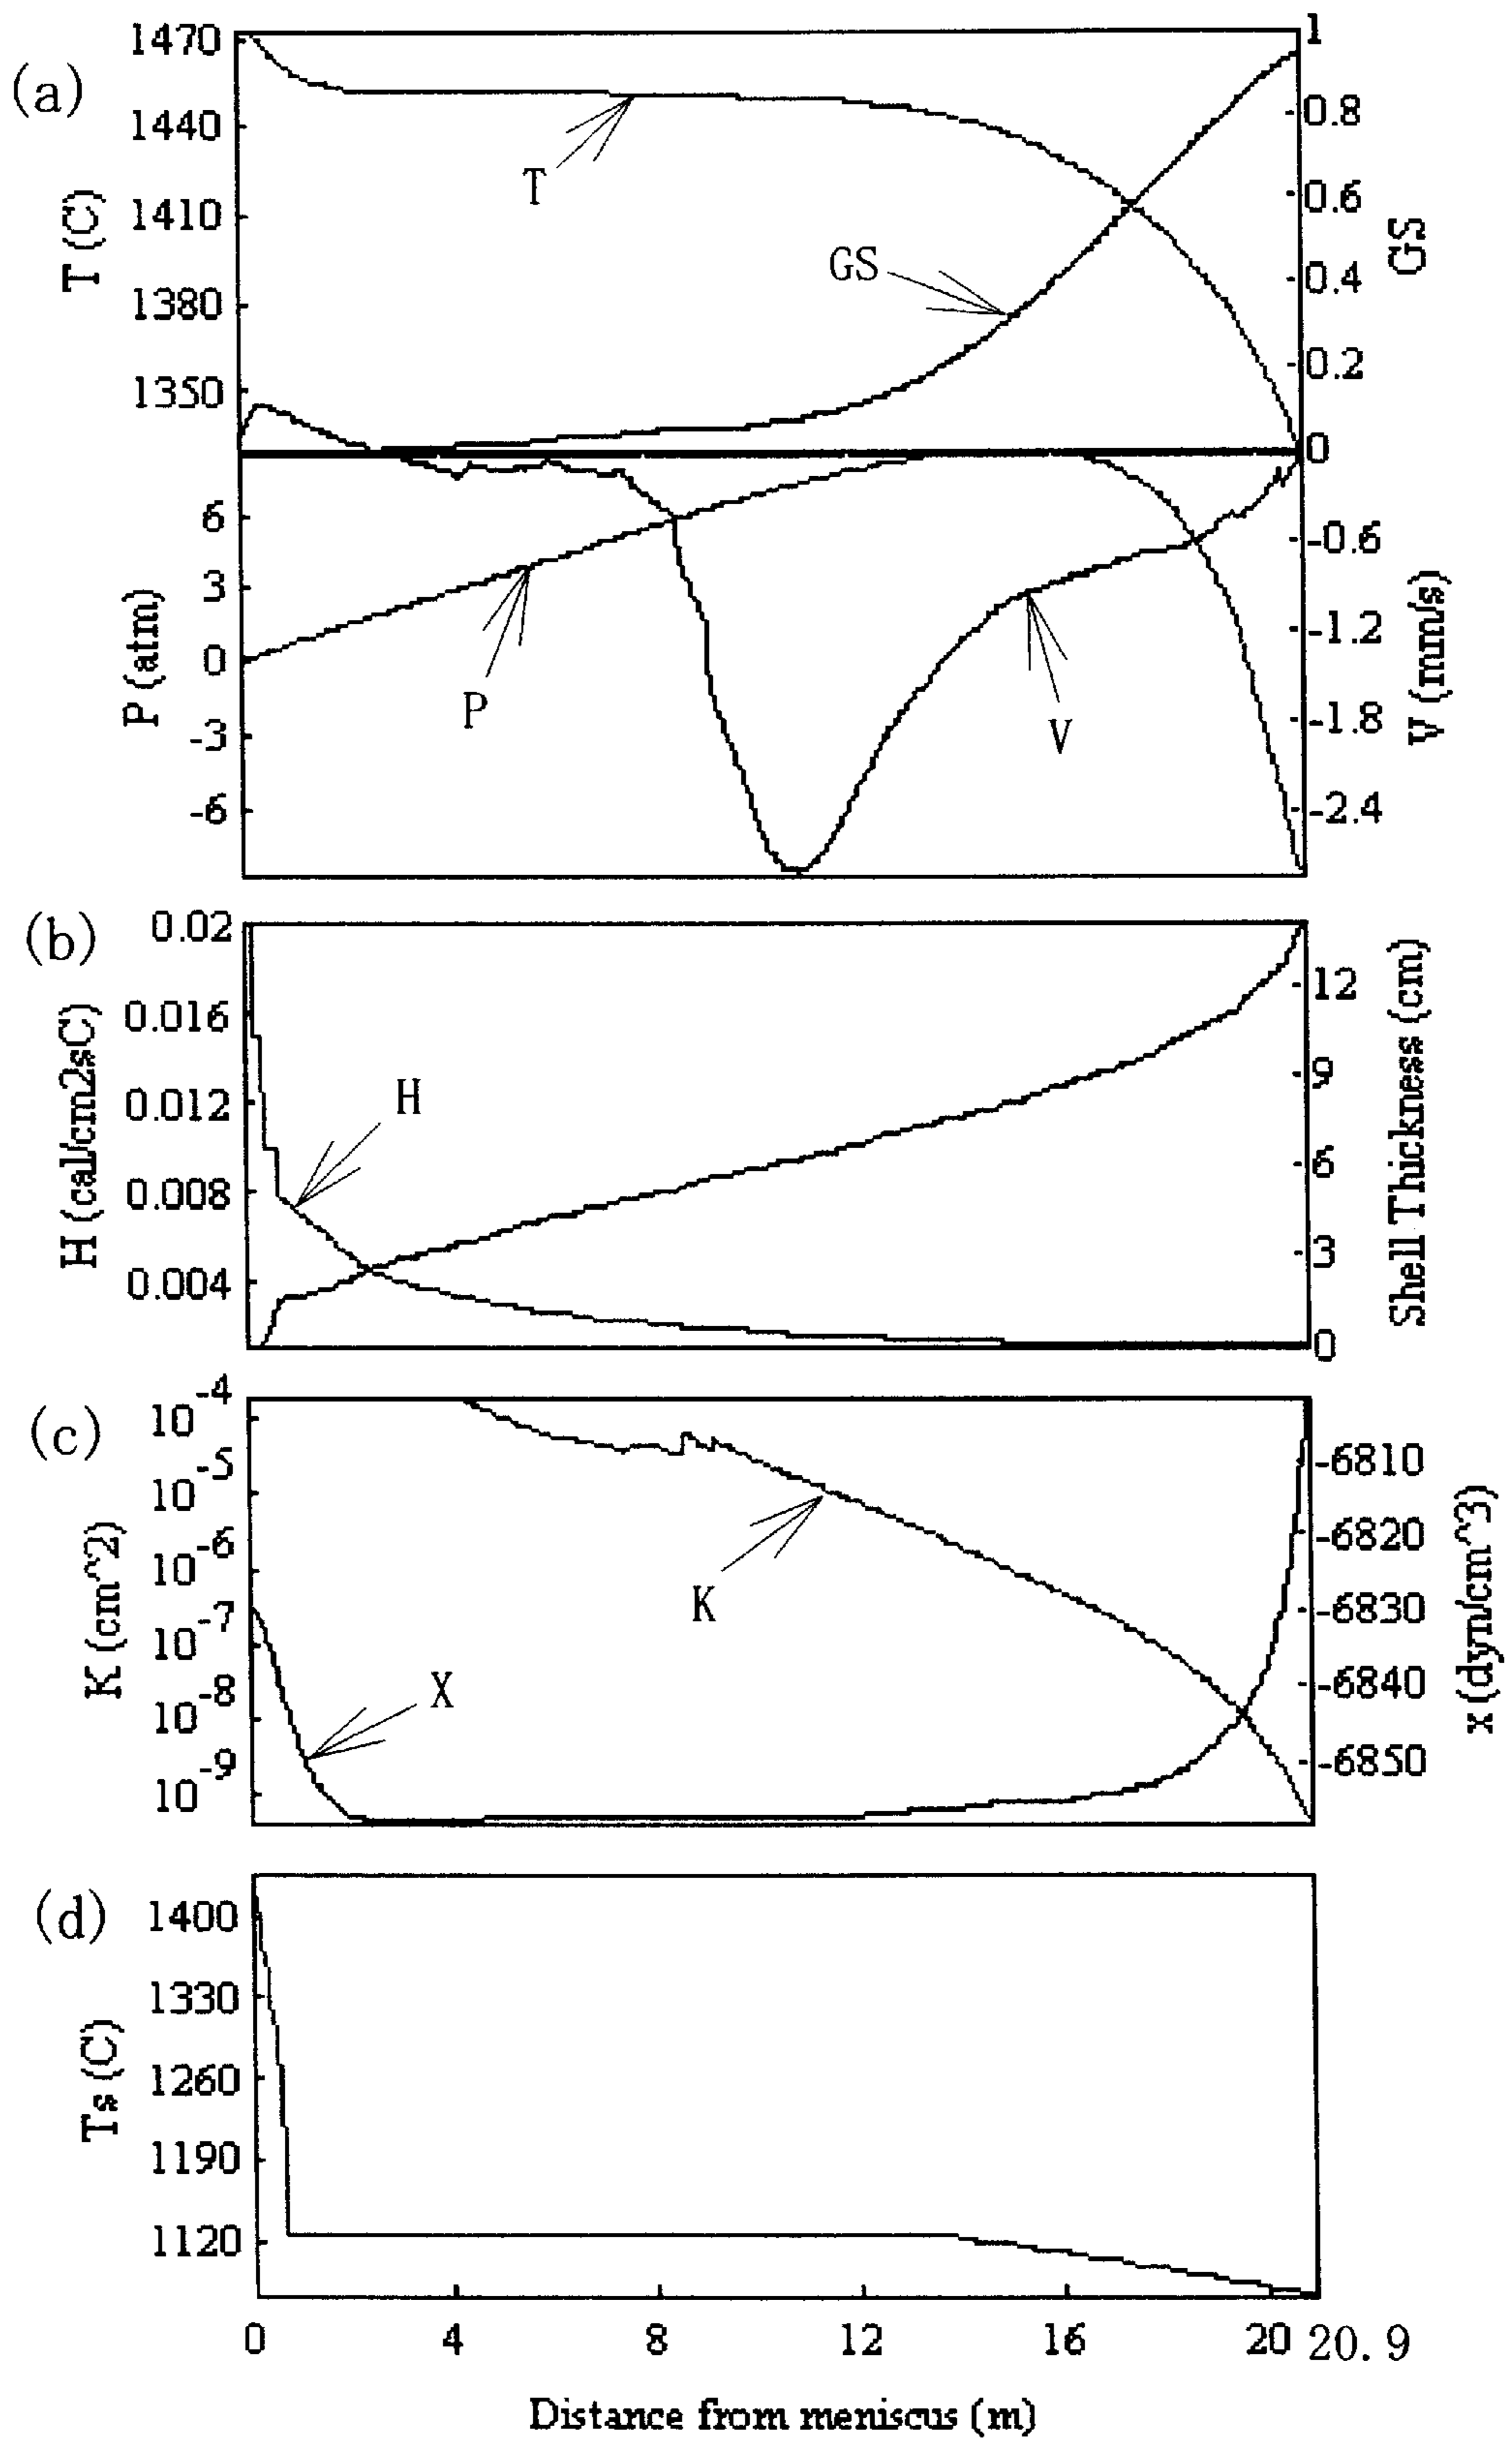 (a)
T (C)
1470
1440
1410
1380
1350
T
GS
1
0.8
0.6
0.4
0.2
0
GS
P (atm)
6
3
0
-3
-6
P
V
-0.6
-1.2
-1.8
-2.4
V (mm/s)
(b)
H (cal/cm2sC)
0.02
0.016
0.012
0.008
0.004
H
12
9
6
3
0
Shell Thickness (cm)
(c)
K (cm^2)
10^-4
10^-5
10^-6
10^-7
10^-8
10^-9
K
X
-6810
-6820
-6830
-6840
-6850
x (dyn/cm^3)
(d)
Ts (C)
1400
1330
1260
1190
1120
0 4 8 12 16 20 20.9
Distance from meniscus (m)